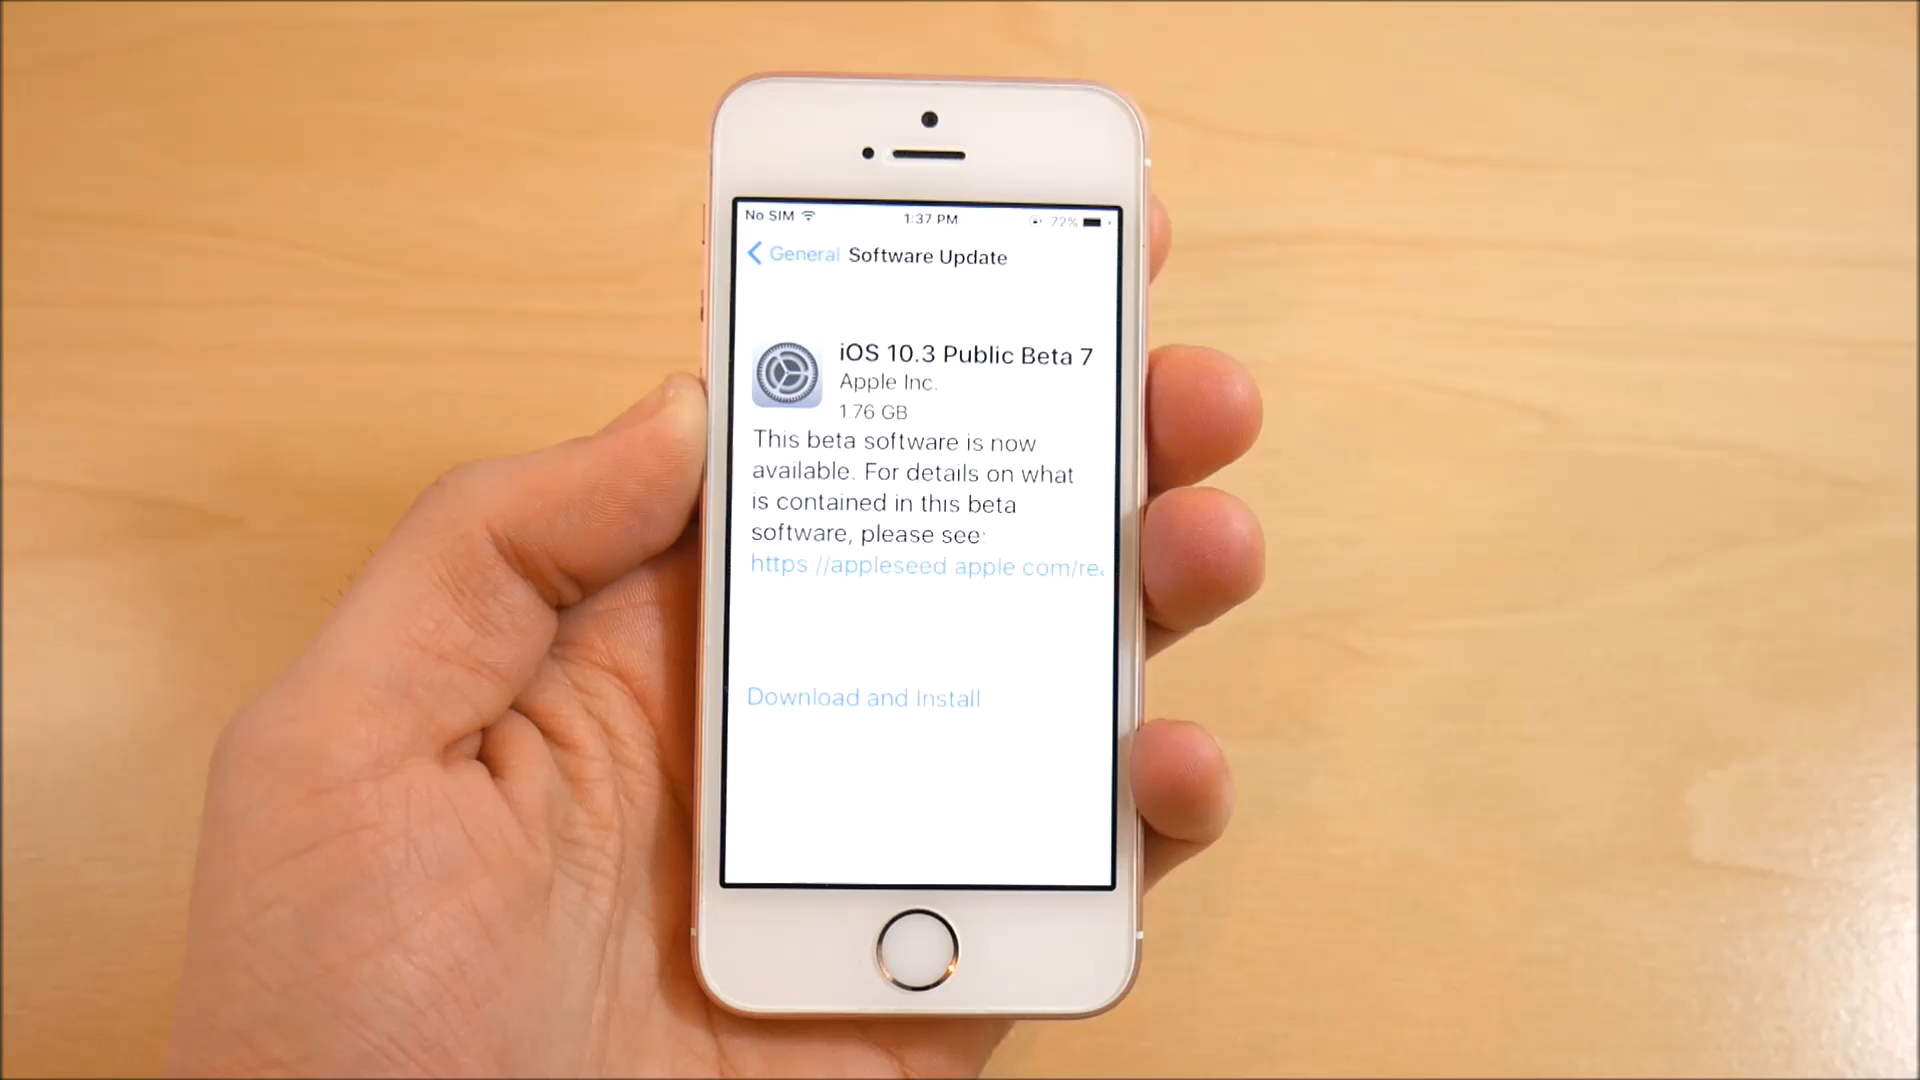 No SIM 1:37 PM 72%
General Software Update
iOS 10.3 Public Beta 7
Apple Inc.
1.76 GB
This beta software is now
available. For details on what
is contained in this beta
software, please see:
https://appleseed.apple.com/re
Download and Install